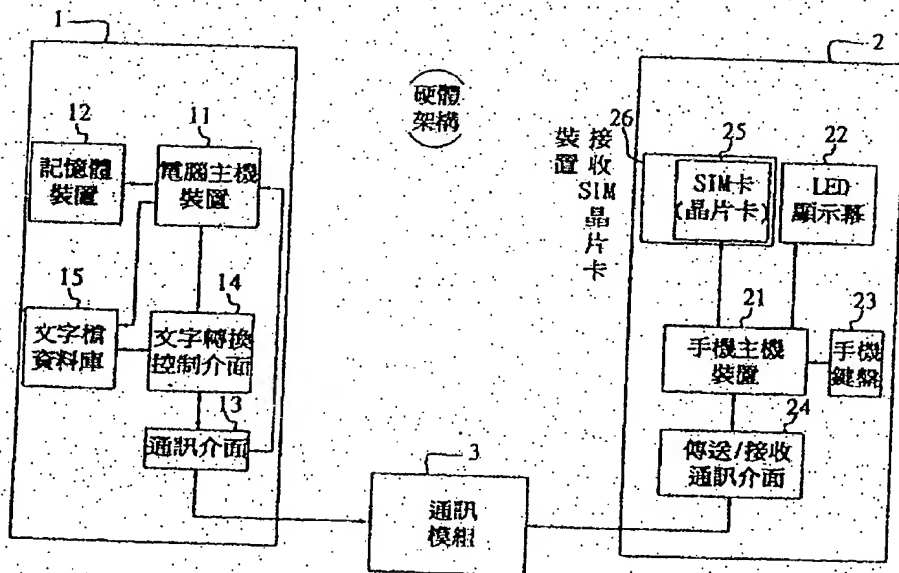 1
2
硬體
架構
12
記憶體
裝置
11
電腦主機
裝置
15
文字檔
資料庫
14
文字轉換
控制介面
13
通訊介面
3
通訊
模組
26
接收SIM晶片卡
裝置
25
SIM卡
(晶片卡)
22
LED
顯示幕
21
手機主機
裝置
23
手機
鍵盤
24
傳送/接收
通訊介面